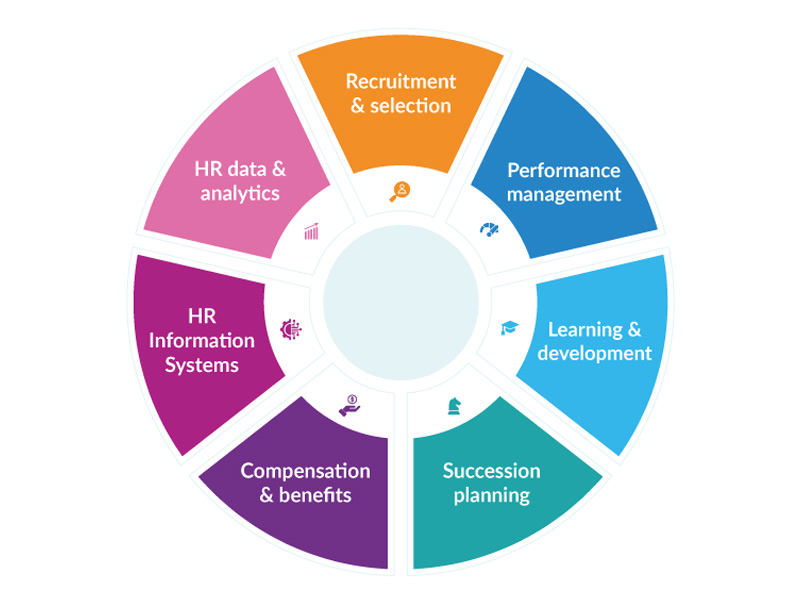 Recruitment
& selection
Performance
management
Learning &
development
Succession
planning
Compensation
& benefits
HR
Information
Systems
HR data &
analytics